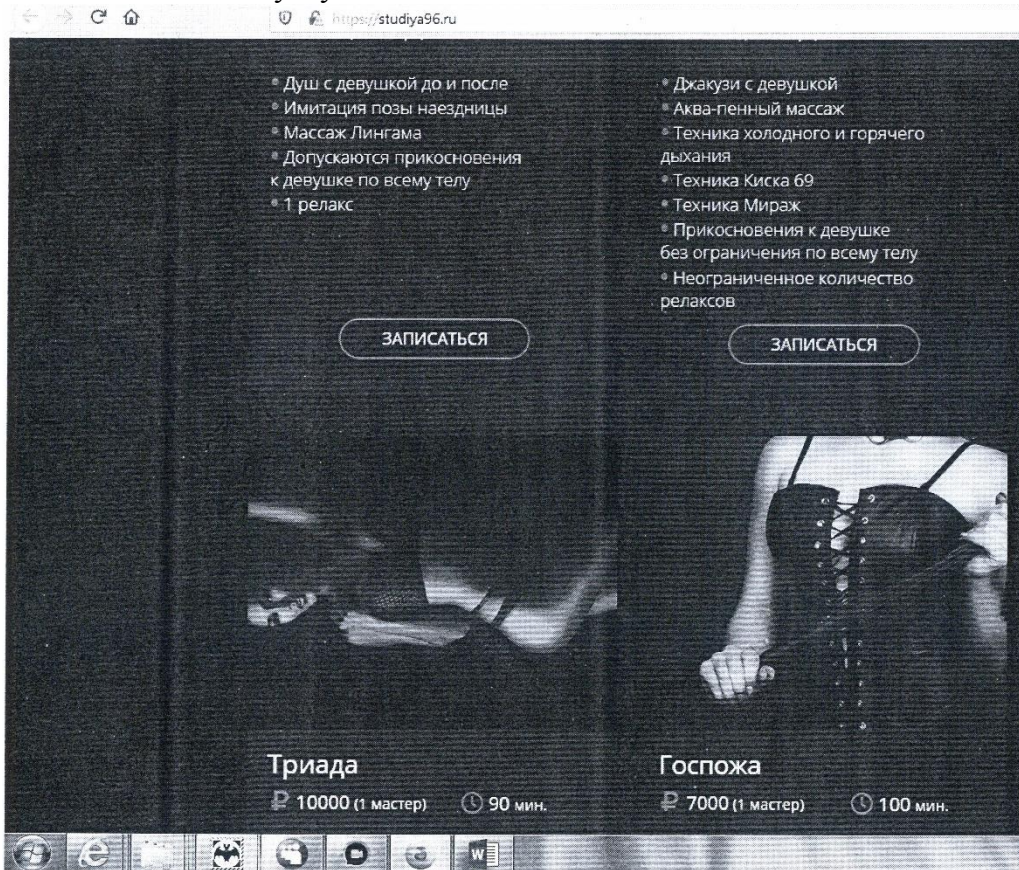 https://studiya96.ru
Душ с девушкой до и после
Имитация позы наездницы
Массаж Лингама
Допускаются прикосновения
к девушке по всему телу
1 релакс
ЗАПИСАТЬСЯ
Джакузи с девушкой
Аква-пенный массаж
Техника холодного и горячего
дыхания
Техника Киска 69
Техника Мираж
Прикосновения к девушке
без ограничения по всему телу
Неограниченное количество
релаксов
ЗАПИСАТЬСЯ
Триада
₽ 10000 (1 мастер) 90 мин.
Госпожа
₽ 7000 (1 мастер) 100 мин.
W